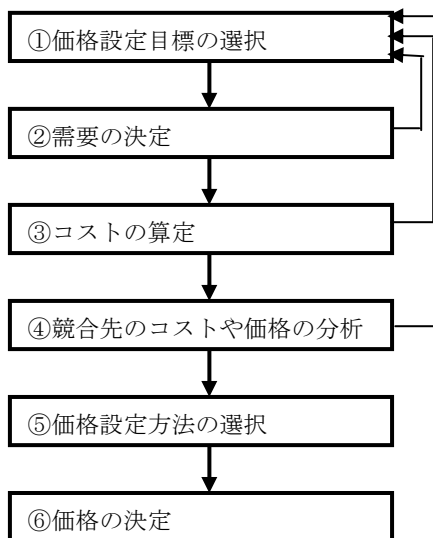 ①価格設定目標の選択
②需要の決定
③コストの算定
④競合先のコストや価格の分析
⑤価格設定方法の選択
⑥価格の決定